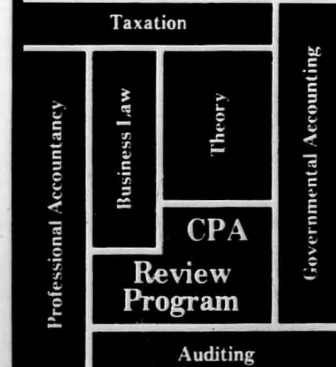 Taxation
Professional Accountancy
Business Law
Theory
Governmental Accounting
CPA
Review
Program
Auditing